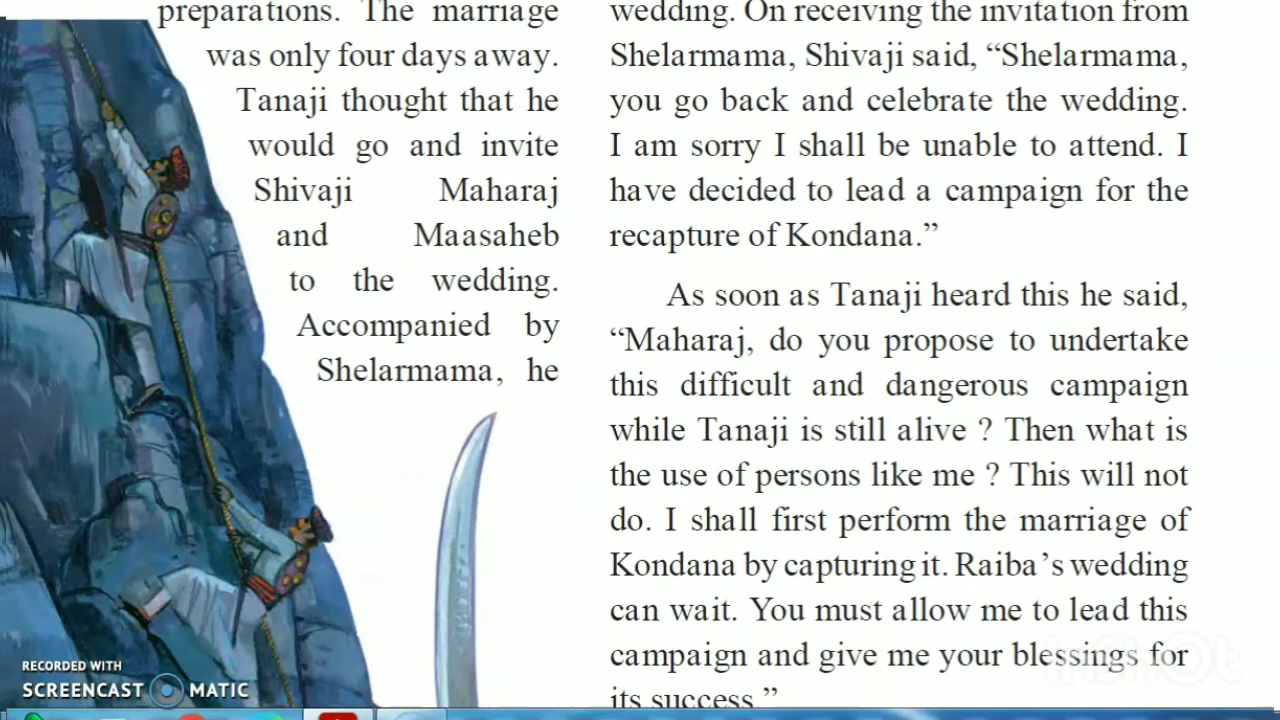 preparations. The marriage
was only four days away.
Tanaji thought that he
would go and invite
Shivaji Maharaj
and Maasaheb
to the wedding.
Accompanied by
Shelarmama, he
wedding. On receiving the invitation from
Shelarmama, Shivaji said, “Shelarmama,
you go back and celebrate the wedding.
I am sorry I shall be unable to attend. I
have decided to lead a campaign for the
recapture of Kondana.”
As soon as Tanaji heard this he said,
“Maharaj, do you propose to undertake
this difficult and dangerous campaign
while Tanaji is still alive ? Then what is
the use of persons like me ? This will not
do. I shall first perform the marriage of
Kondana by capturing it. Raiba’s wedding
can wait. You must allow me to lead this
campaign and give me your blessings for
its success.”
RECORDED WITH
SCREENCAST MATIC
InShOt